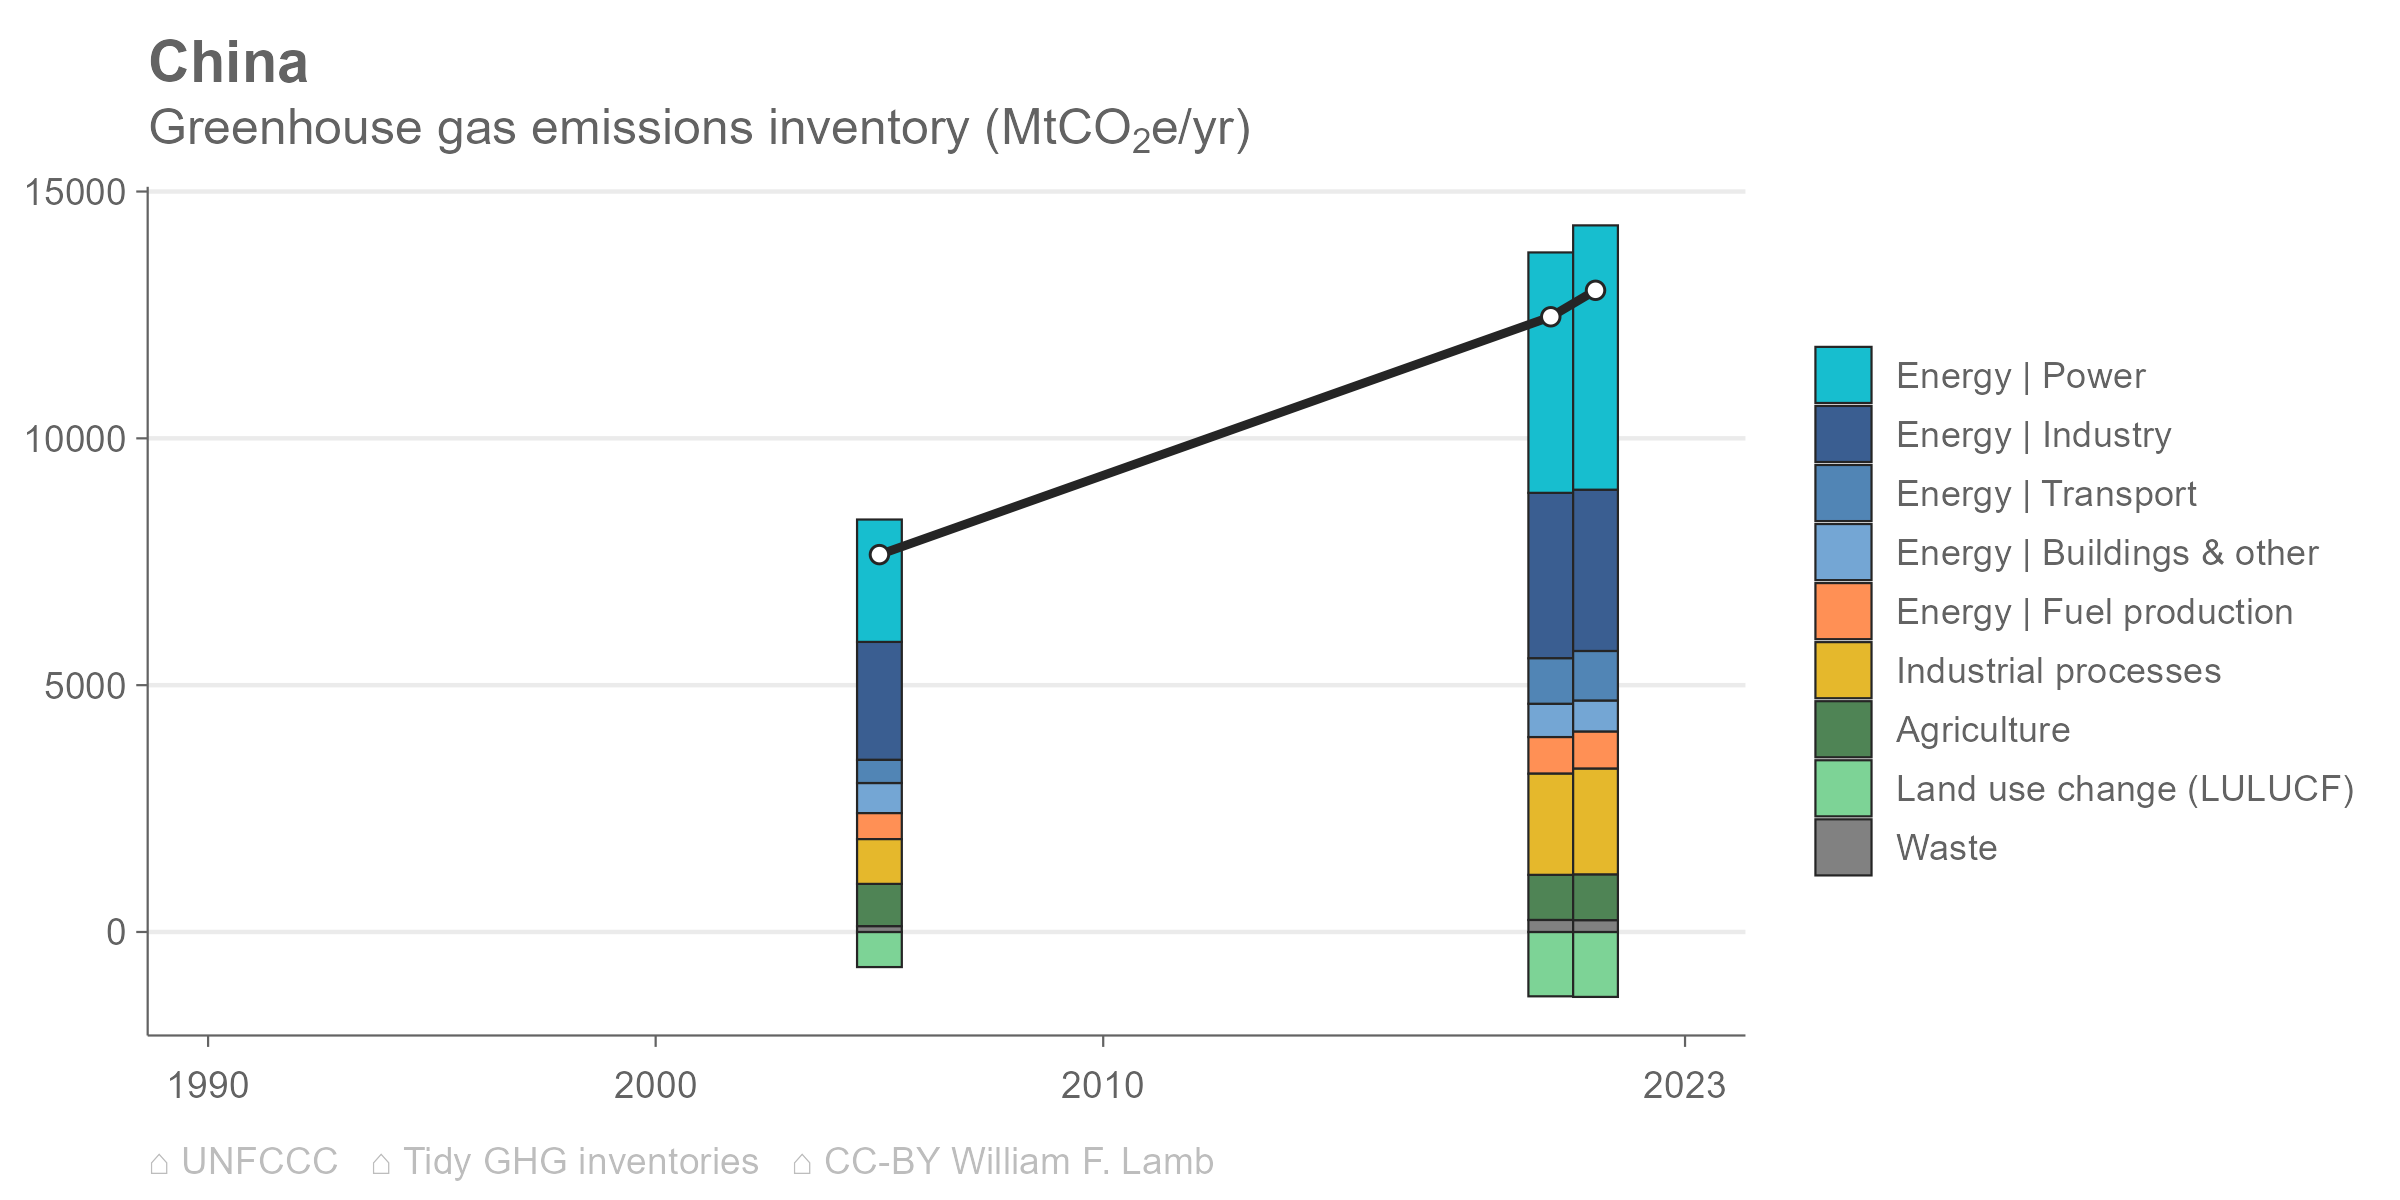 China
Greenhouse gas emissions inventory (MtCO₂e/yr)
15000
10000
5000
0
1990 2000 2010 2023
Energy | Power
Energy | Industry
Energy | Transport
Energy | Buildings & other
Energy | Fuel production
Industrial processes
Agriculture
Land use change (LULUCF)
Waste
⌂ UNFCCC ⌂ Tidy GHG inventories ⌂ CC-BY William F. Lamb